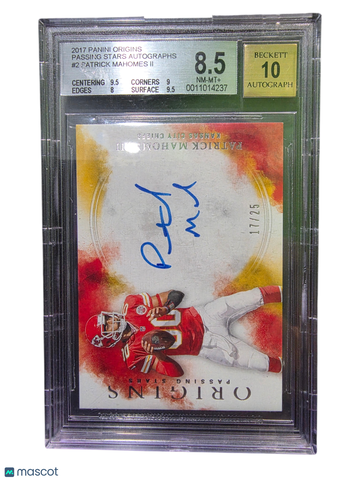 2017 PANINI ORIGINS
PASSING STARS AUTOGRAPHS
#2 PATRICK MAHOMES II
CENTERING 9.5 CORNERS 9
EDGES 8 SURFACE 9.5
8.5
NM-MT+
0011014237
BECKETT
10
AUTOGRAPH
PATRICK MAHOMES II
KANSAS CITY CHIEFS
17/25
ORIGINS
PASSING STARS
mascot